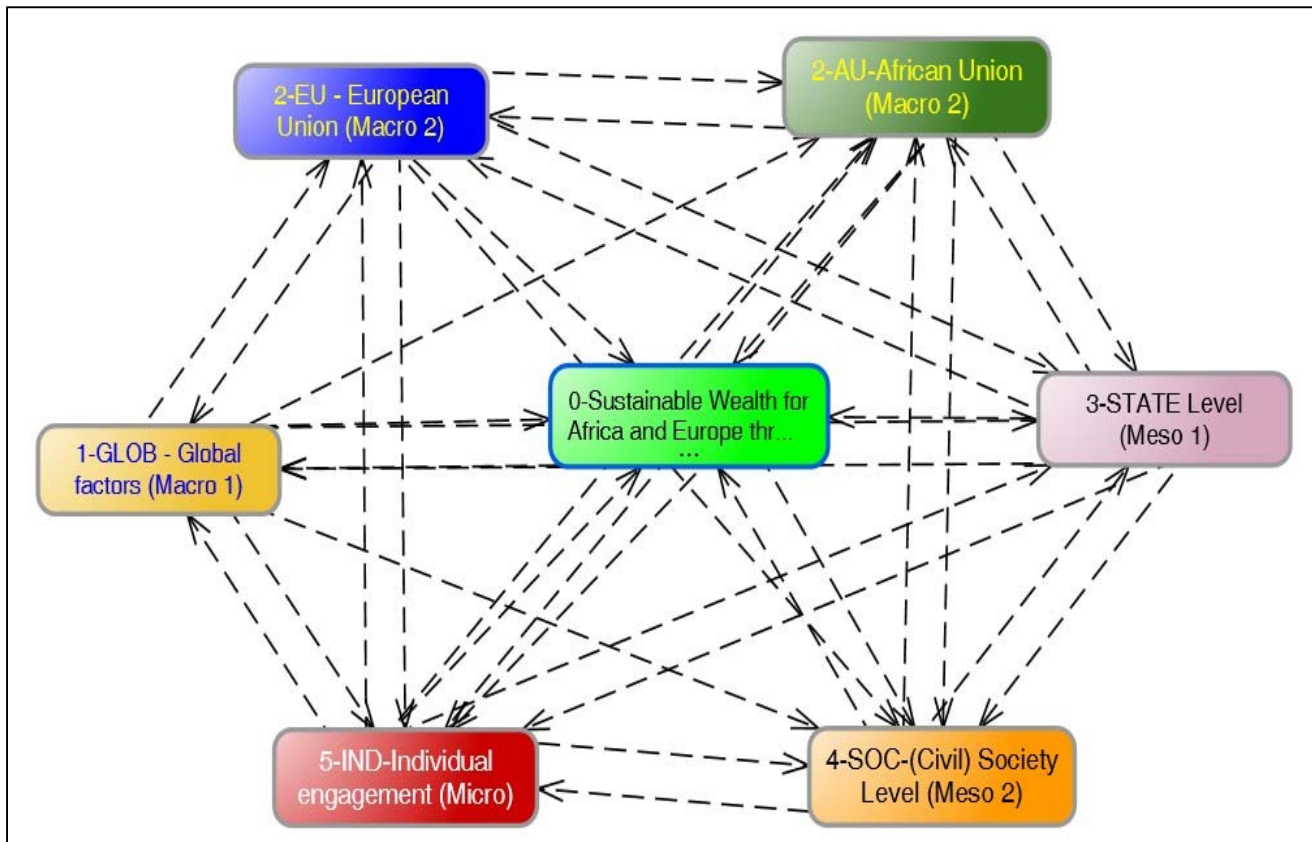 2-EU - European
Union (Macro 2)
2-AU-African Union
(Macro 2)
0-Sustainable Wealth for
Africa and Europe thr...
...
3-STATE Level
(Meso 1)
1-GLOB - Global
factors (Macro 1)
5-IND-Individual
engagement (Micro)
4-SOC-(Civil) Society
Level (Meso 2)